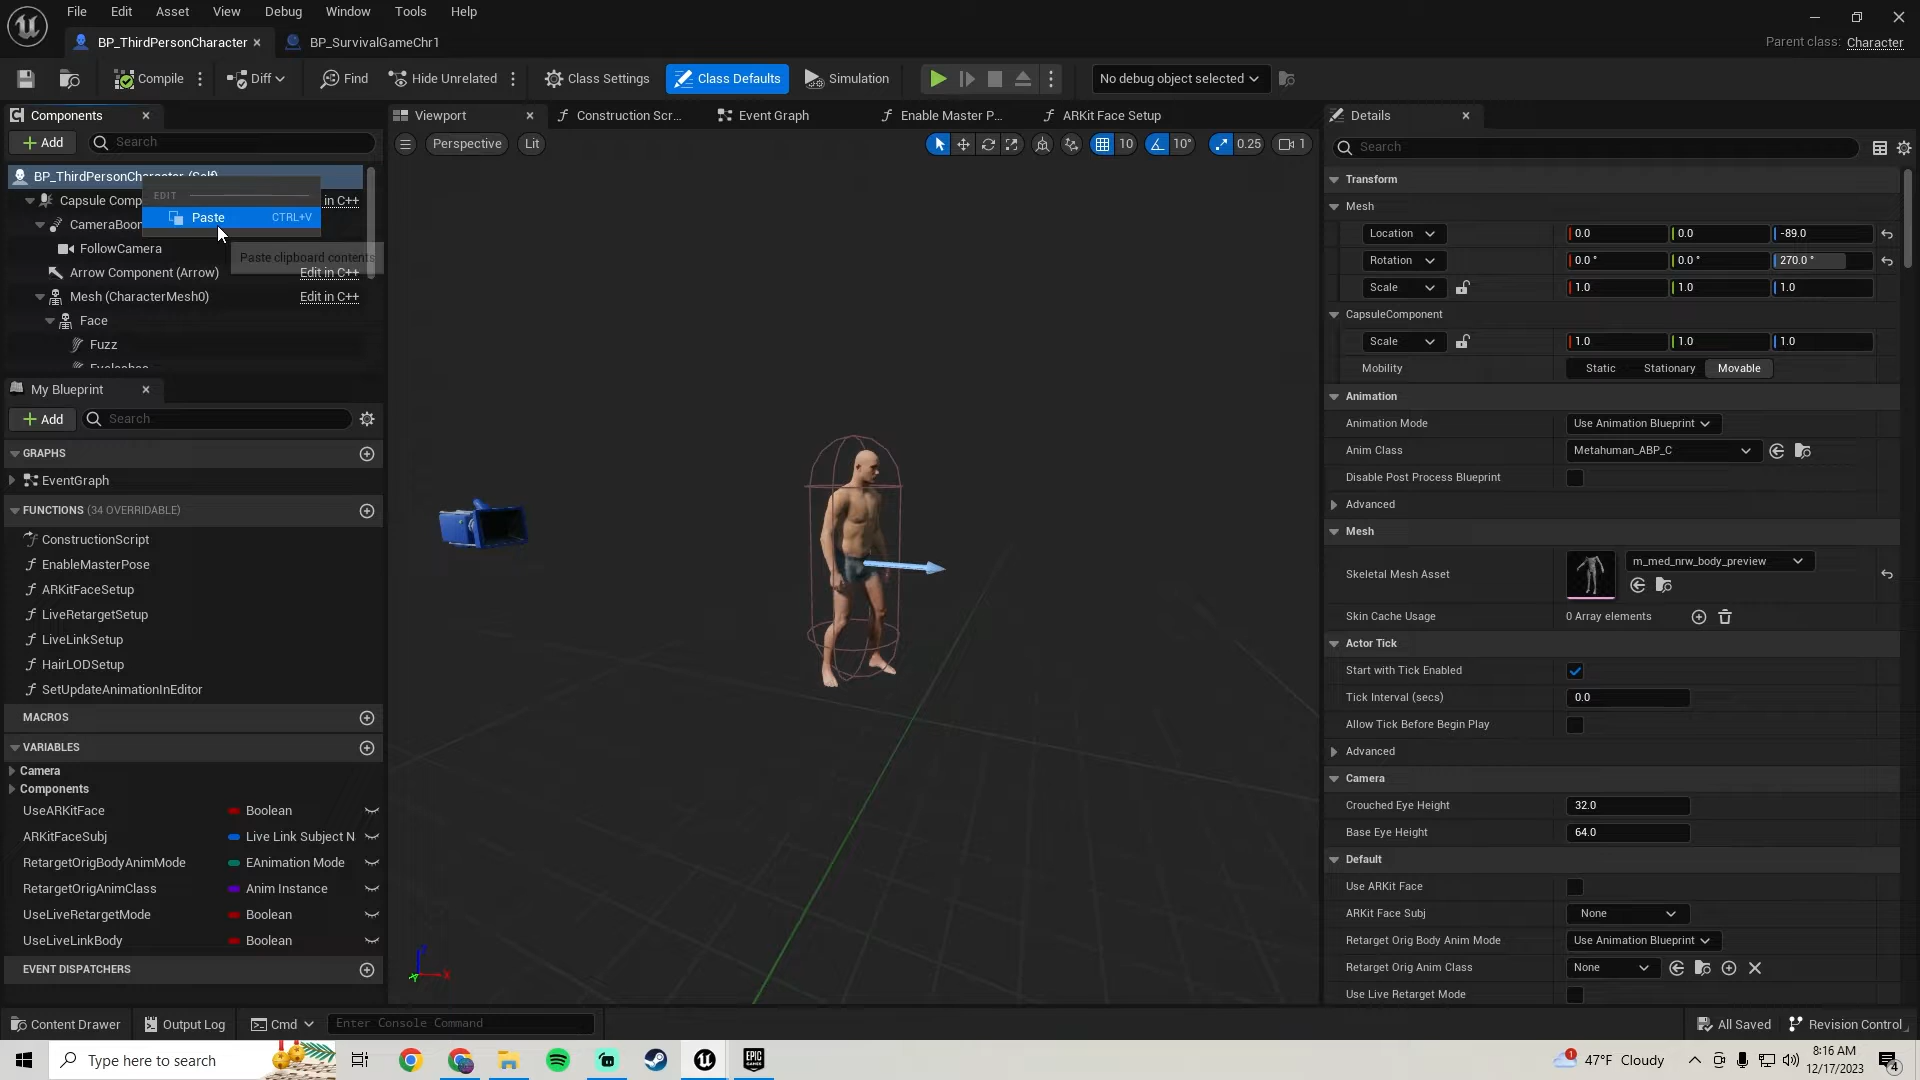 File Edit Asset View Debug Window Tools Help
BP_ThirdPersonCharacter BP_SurvivalGameChr1
Parent class: Character
Compile Diff Find Hide Unrelated Class Settings Class Defaults Simulation No debug object selected
Components
Add Search
BP_ThirdPersonCharacter (Self)
Capsule Comp in C++
CameraBoon
FollowCamera
Arrow Component (Arrow) Edit in C++
Mesh (CharacterMesh0) Edit in C++
Face
Fuzz
Eyelashes
EDIT
Paste CTRL+V
Paste clipboard contents
My Blueprint
Add Search
GRAPHS
EventGraph
FUNCTIONS (34 OVERRIDABLE)
ConstructionScript
EnableMasterPose
ARKitFaceSetup
LiveRetargetSetup
LiveLinkSetup
HairLODSetup
SetUpdateAnimationInEditor
MACROS
VARIABLES
Camera
Components
UseARKitFace Boolean
ARKitFaceSubj Live Link Subject N
RetargetOrigBodyAnimMode EAnimation Mode
RetargetOrigAnimClass Anim Instance
UseLiveRetargetMode Boolean
UseLiveLinkBody Boolean
EVENT DISPATCHERS
Viewport Construction Scr... Event Graph Enable Master P... ARKit Face Setup
Perspective Lit 10 10° 0.25 1
Z X Y
Details
Search
Transform
Mesh
Location 0.0 0.0 -89.0
Rotation 0.0 ° 0.0 ° 270.0 °
Scale 1.0 1.0 1.0
CapsuleComponent
Scale 1.0 1.0 1.0
Mobility Static Stationary Movable
Animation
Animation Mode Use Animation Blueprint
Anim Class Metahuman_ABP_C
Disable Post Process Blueprint
Advanced
Mesh
Skeletal Mesh Asset m_med_nrw_body_preview
Skin Cache Usage 0 Array elements
Actor Tick
Start with Tick Enabled
Tick Interval (secs) 0.0
Allow Tick Before Begin Play
Advanced
Camera
Crouched Eye Height 32.0
Base Eye Height 64.0
Default
Use ARKit Face
ARKit Face Subj None
Retarget Orig Body Anim Mode Use Animation Blueprint
Retarget Orig Anim Class None
Use Live Retarget Mode
Content Drawer Output Log Cmd Enter Console Command All Saved Revision Control
Type here to search
EPIC GAMES
1 47°F Cloudy
8:16 AM
12/17/2023
4